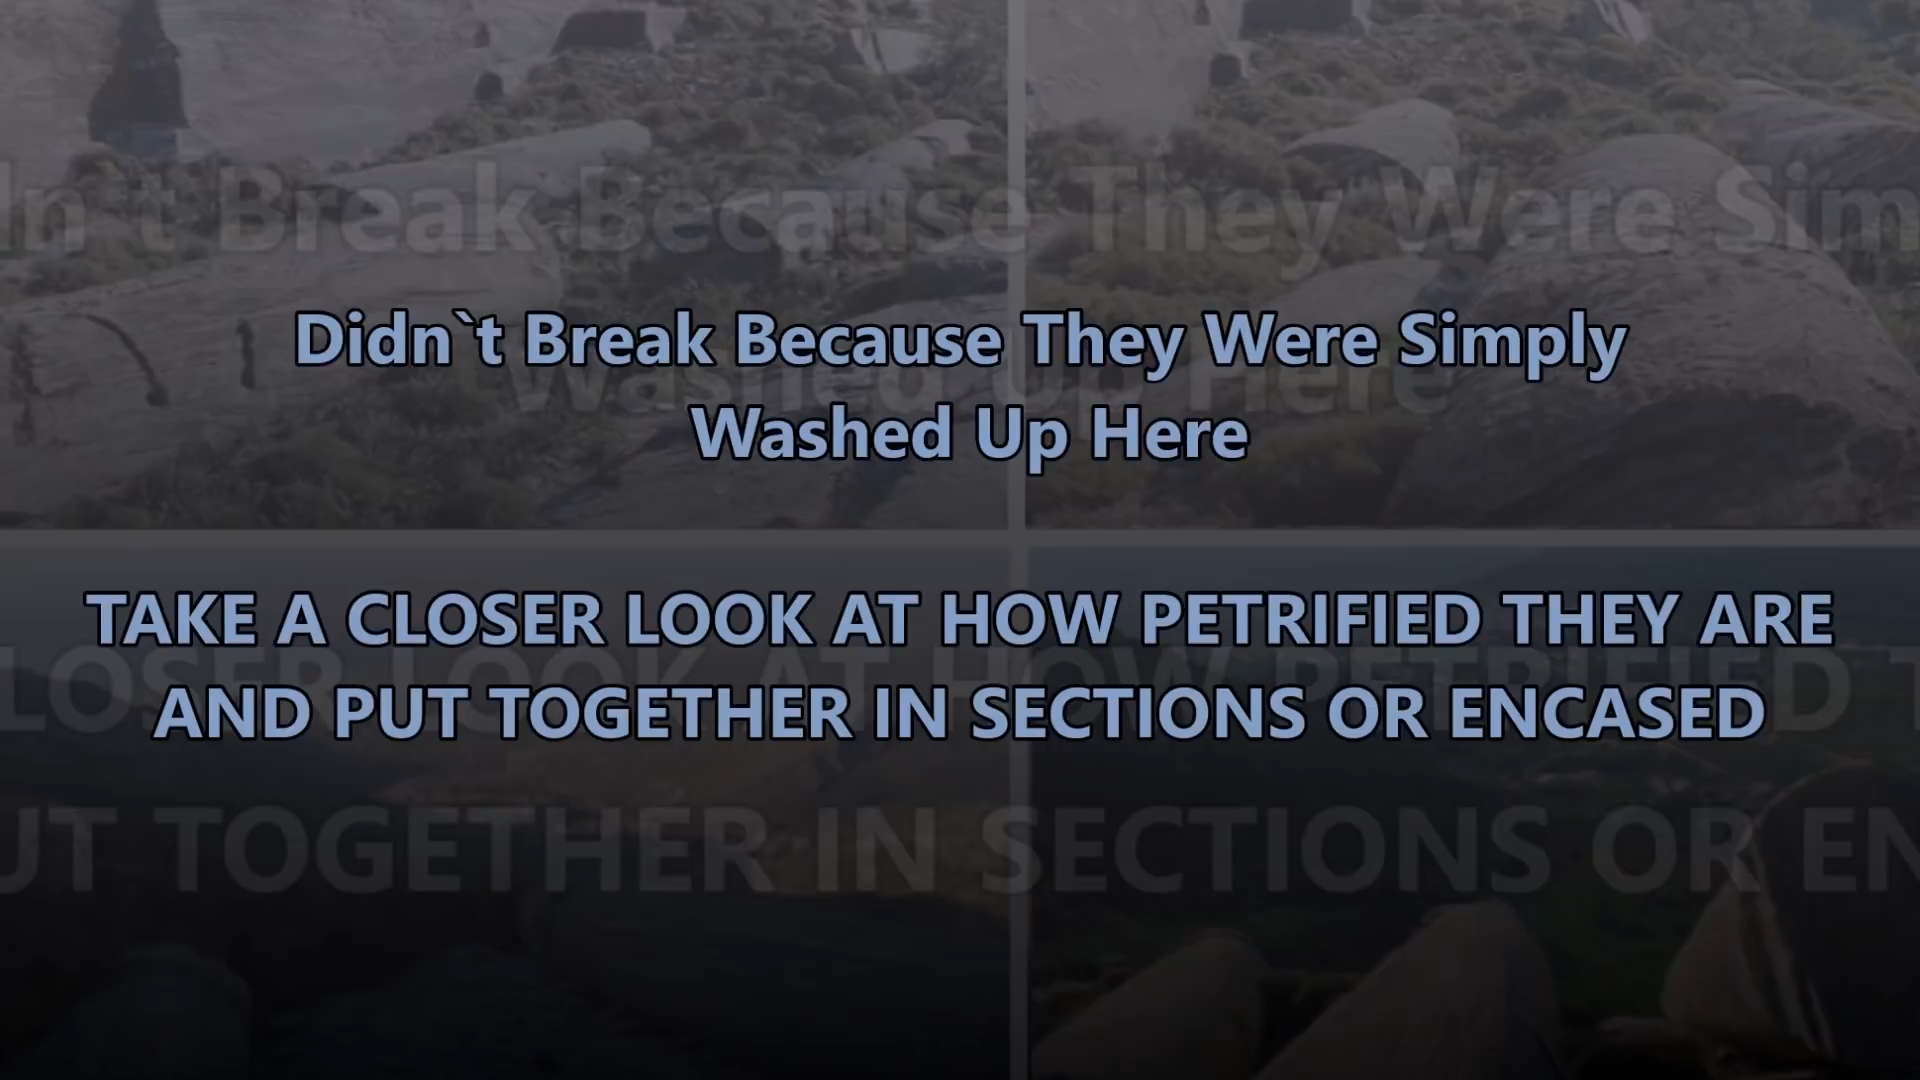 Didn`t Break Because They Were Simply
Washed Up Here
TAKE A CLOSER LOOK AT HOW PETRIFIED THEY ARE
AND PUT TOGETHER IN SECTIONS OR ENCASED